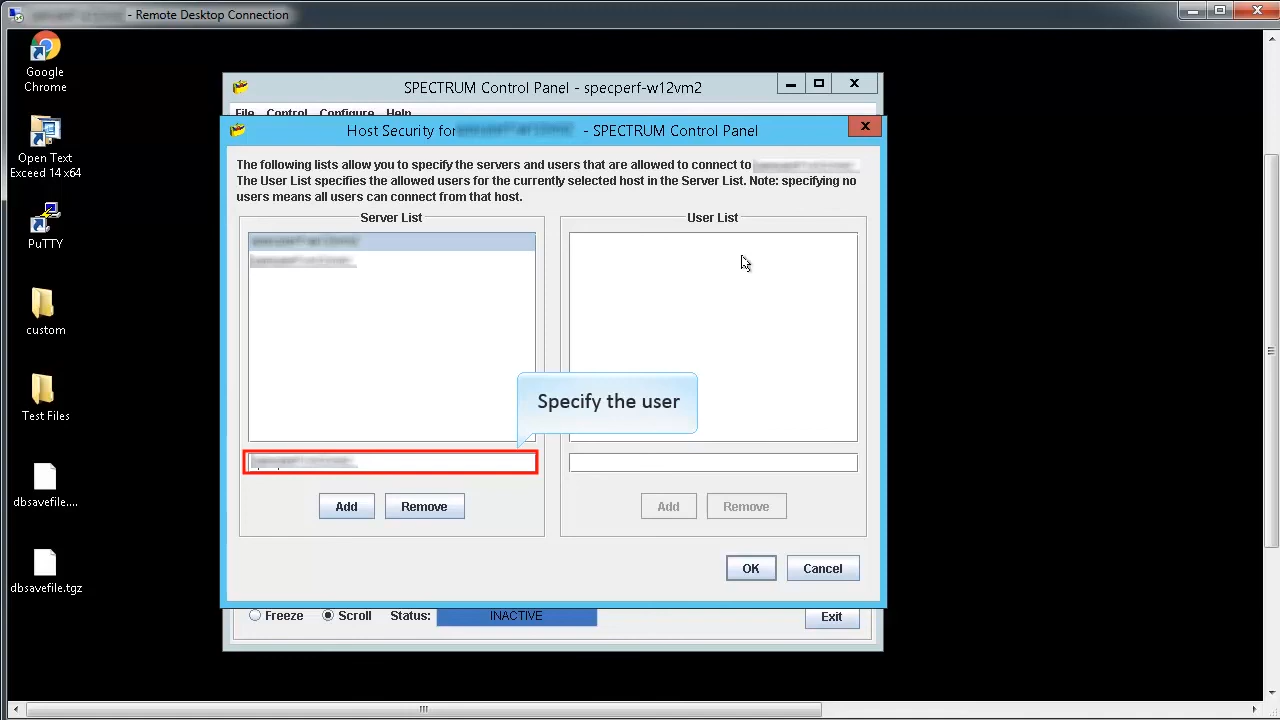 - Remote Desktop Connection
Google
Chrome
Open Text
Exceed 14 x64
PuTTY
custom
Test Files
dbsavefile....
dbsavefile.tgz
SPECTRUM Control Panel - specperf-w12vm2
File Control Configure Help
Host Security for - SPECTRUM Control Panel
The following lists allow you to specify the servers and users that are allowed to connect to
The User List specifies the allowed users for the currently selected host in the Server List. Note: specifying no
users means all users can connect from that host.
Server List
User List
Specify the user
Add Remove
Add Remove
OK Cancel
Freeze Scroll Status: INACTIVE Exit